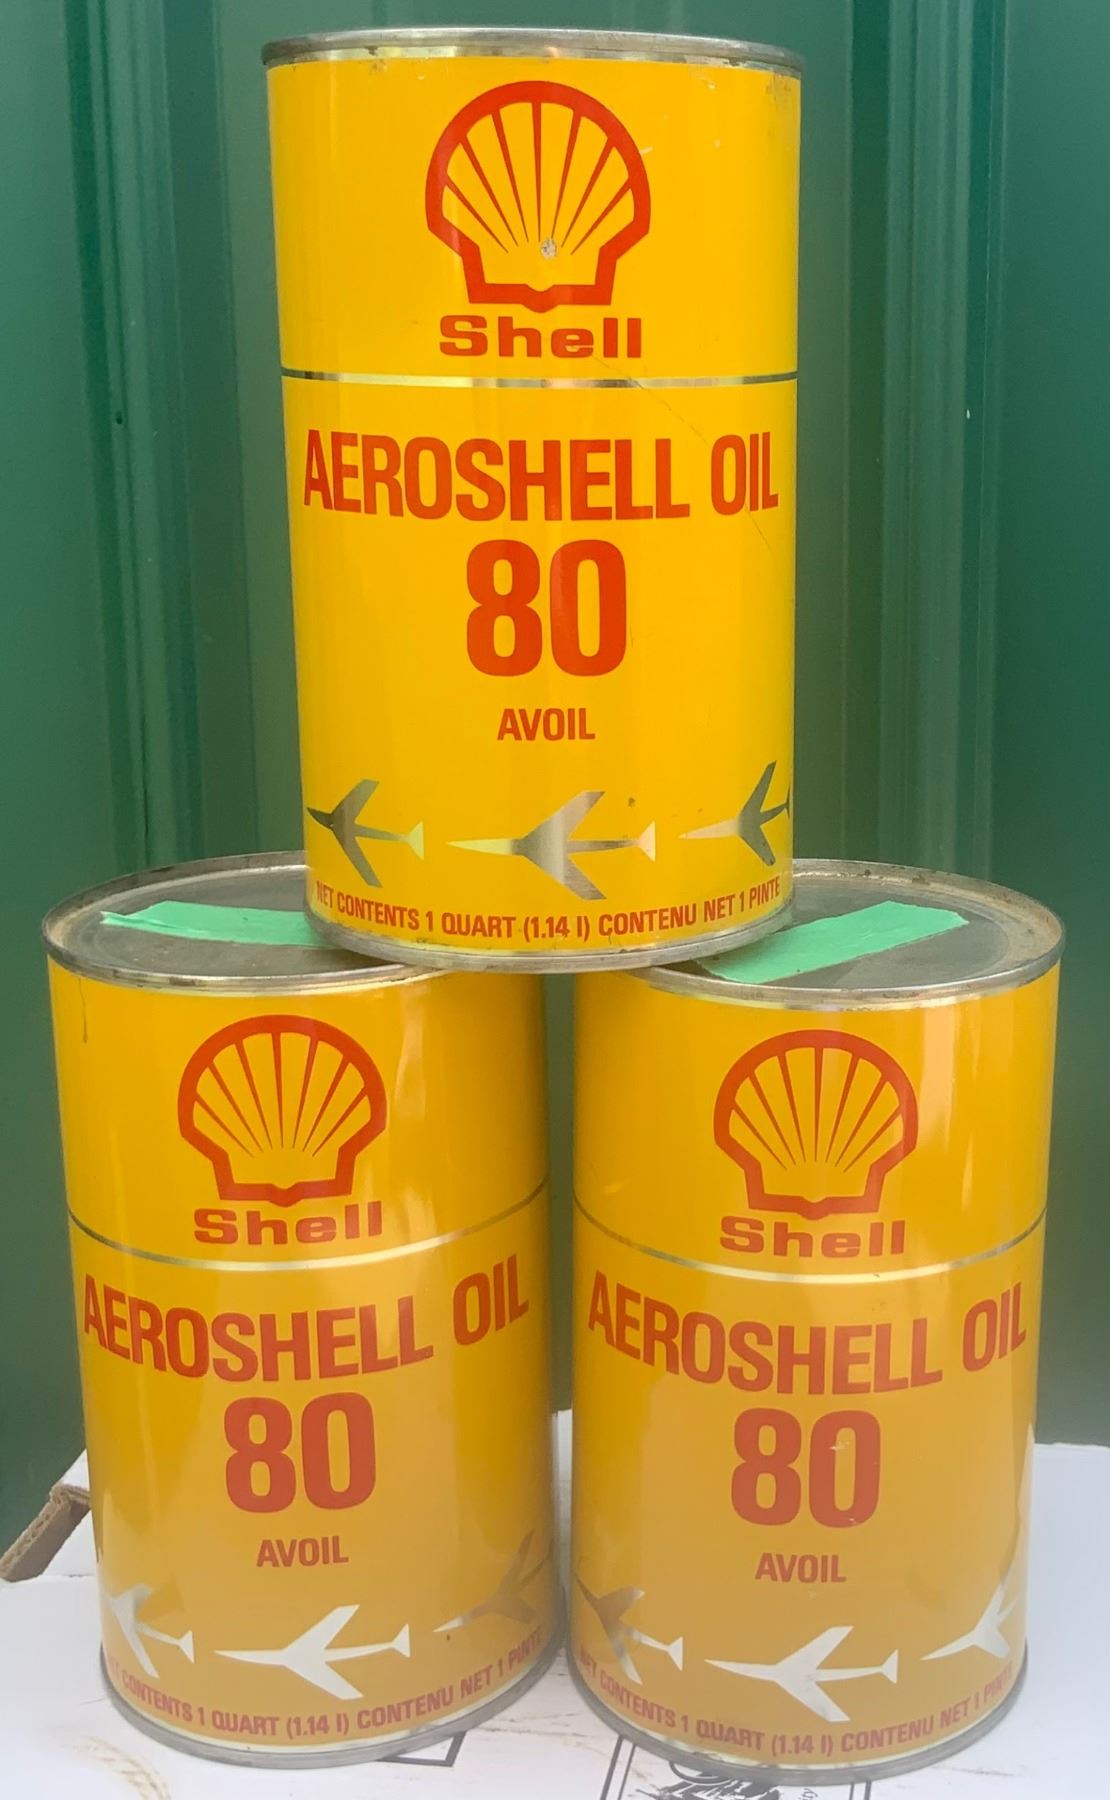 Shell
AEROSHELL OIL
80
AVOIL
NET CONTENTS 1 QUART (1.14 l) CONTENU NET 1 PINTE
Shell
AEROSHELL OIL
80
AVOIL
CONTENTS 1 QUART (1.14 l) CONTENU NET 1 PINTE
Shell
AEROSHELL OIL
80
AVOIL
NET CONTENTS 1 QUART (1.14 l) CONTENU NET 1